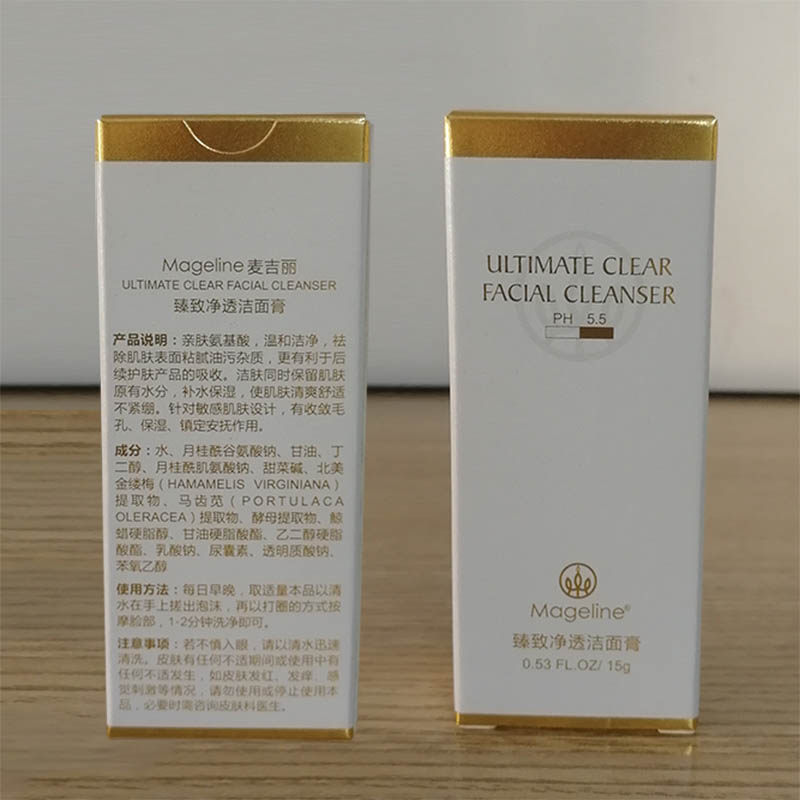 Mageline 麦吉丽
ULTIMATE CLEAR FACIAL CLEANSER
臻致净透洁面膏
产品说明：亲肤氨基酸，温和洁净，祛
除肌肤表面粘腻油污杂质，更有利于后
续护肤产品的吸收。洁肤同时保留肌肤
原有水分，补水保湿，使肌肤清爽舒适
不紧绷。针对敏感肌肤设计，有收敛毛
孔、保湿、镇定安抚作用。
成分：水、月桂酰谷氨酸钠、甘油、丁
二醇、月桂酰肌氨酸钠、甜菜碱、北美
金缕梅（HAMAMELIS VIRGINIANA）
提取物、马齿苋（PORTULACA
OLERACEA）提取物、酵母提取物、鲸
蜡硬脂醇、甘油硬脂酸酯、乙二醇硬脂
酸酯、乳酸钠、尿囊素、透明质酸钠、
苯氧乙醇
使用方法：每日早晚，取适量本品以清
水在手上搓出泡沫，再以打圈的方式按
摩脸部，1-2分钟洗净即可。
注意事项：若不慎入眼，请以清水迅速
清洗。皮肤有任何不适期间或使用中有
任何不适发生，如皮肤发红、发痒、感
觉刺激等情况，请勿使用或停止使用本
品，必要时需咨询皮肤科医生。
ULTIMATE CLEAR
FACIAL CLEANSER
PH 5.5
Mageline®
臻致净透洁面膏
0.53 FL.OZ/ 15g